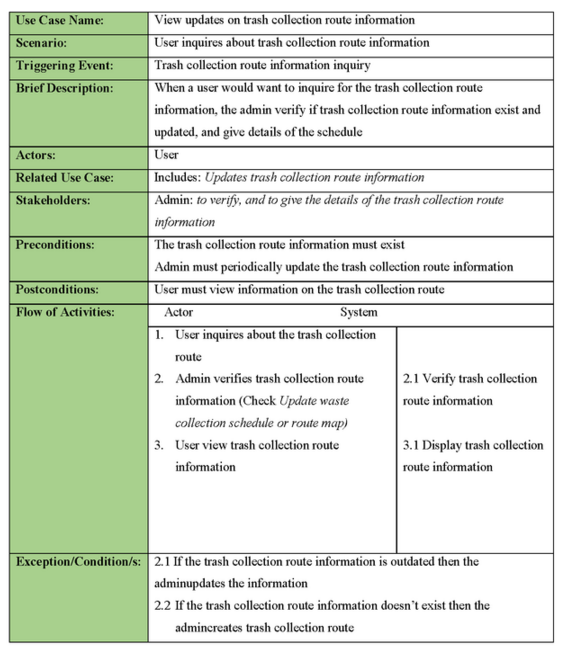 Use Case Name: View updates on trash collection route information
Scenario: User inquires about trash collection route information
Triggering Event: Trash collection route information inquiry
Brief Description: When a user would want to inquire for the trash collection route
information, the admin verify if trash collection route information exist and
updated, and give details of the schedule
Actors: User
Related Use Case: Includes: Updates trash collection route information
Stakeholders: Admin: to verify, and to give the details of the trash collection route
information
Preconditions: The trash collection route information must exist
Admin must periodically update the trash collection route information
Postconditions: User must view information on the trash collection route
Flow of Activities: Actor System
1. User inquires about the trash collection
route
2. Admin verifies trash collection route
information (Check Update waste
collection schedule or route map)
3. User view trash collection route
information
2.1 Verify trash collection
route information
3.1 Display trash collection
route information
Exception/Condition/s: 2.1 If the trash collection route information is outdated then the
adminupdates the information
2.2 If the trash collection route information doesn't exist then the
admincreates trash collection route